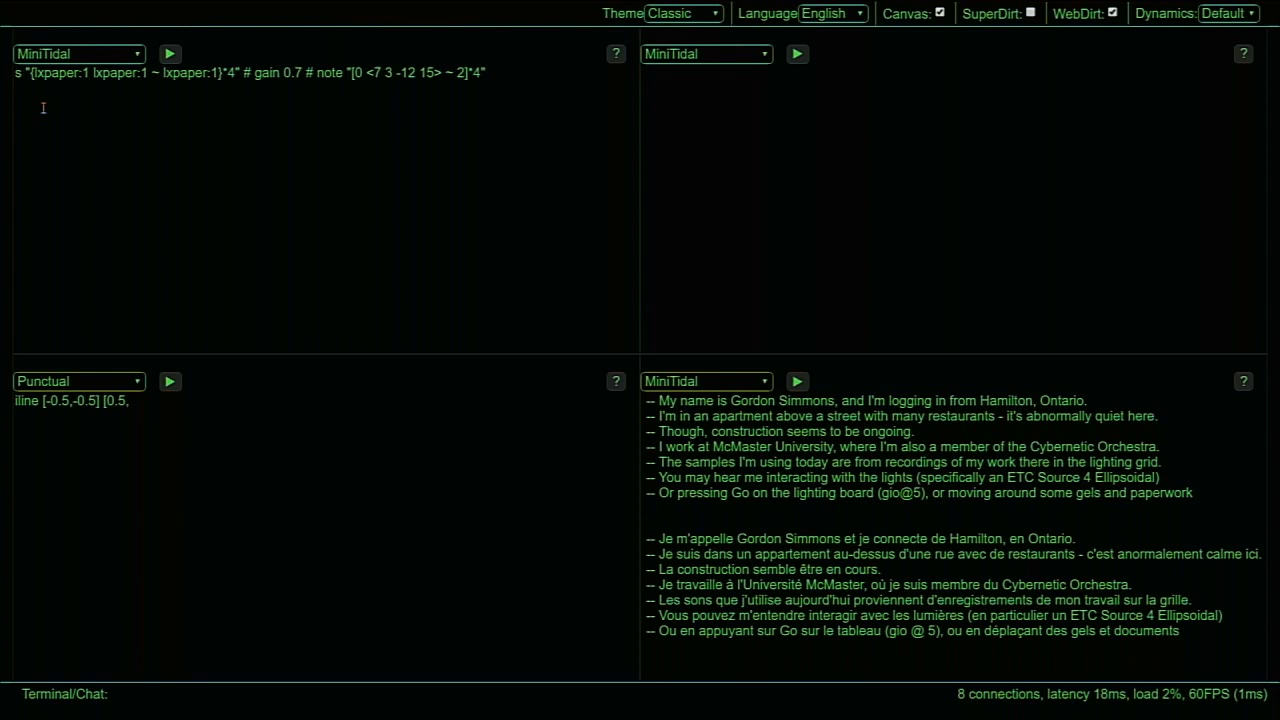 Theme Classic Language English Canvas: SuperDirt: WebDirt: Dynamics: Default
MiniTidal ?
s "{lxpaper:1 lxpaper:1 ~ lxpaper:1}*4" # gain 0.7 # note "[0 <7 3 -12 15> ~ 2]*4"
MiniTidal ?
Punctual ?
iline [-0.5,-0.5] [0.5,
MiniTidal ?
-- My name is Gordon Simmons, and I'm logging in from Hamilton, Ontario.
-- I'm in an apartment above a street with many restaurants - it's abnormally quiet here.
-- Though, construction seems to be ongoing.
-- I work at McMaster University, where I'm also a member of the Cybernetic Orchestra.
-- The samples I'm using today are from recordings of my work there in the lighting grid.
-- You may hear me interacting with the lights (specifically an ETC Source 4 Ellipsoidal)
-- Or pressing Go on the lighting board (gio@5), or moving around some gels and paperwork
-- Je m'appelle Gordon Simmons et je connecte de Hamilton, en Ontario.
-- Je suis dans un appartement au-dessus d'une rue avec de restaurants - c'est anormalement calme ici.
-- La construction semble être en cours.
-- Je travaille à l'Université McMaster, où je suis membre du Cybernetic Orchestra.
-- Les sons que j'utilise aujourd'hui proviennent d'enregistrements de mon travail sur la grille.
-- Vous pouvez m'entendre interagir avec les lumières (en particulier un ETC Source 4 Ellipsoidal)
-- Ou en appuyant sur Go sur le tableau (gio @ 5), ou en déplaçant des gels et documents
Terminal/Chat: 8 connections, latency 18ms, load 2%, 60FPS (1ms)